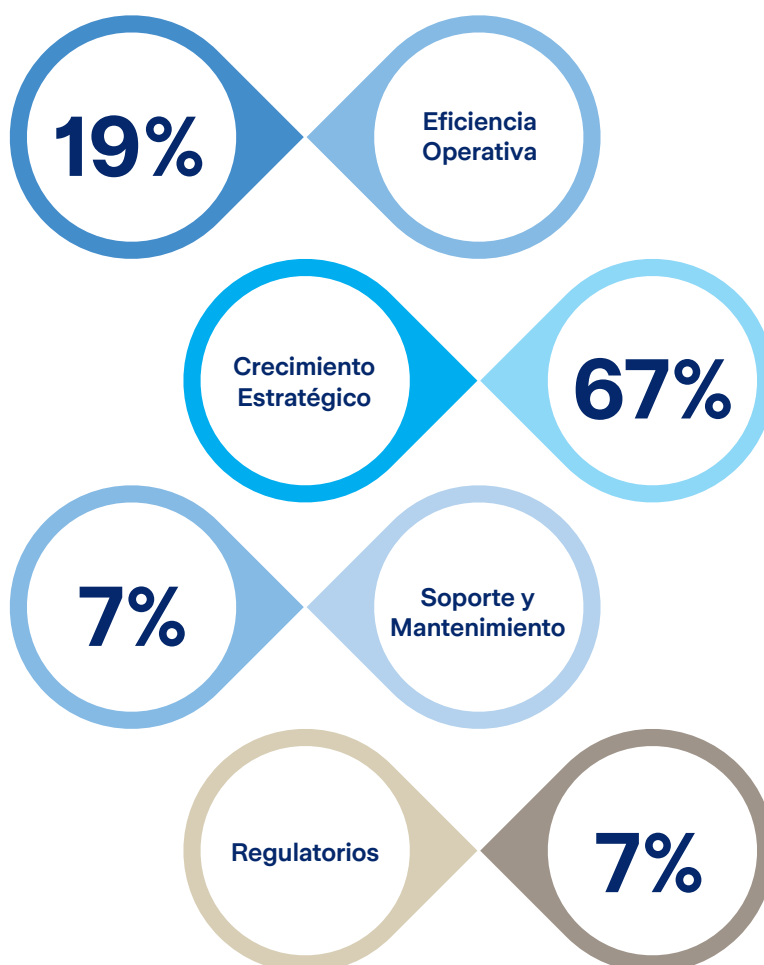 19%
Eficiencia
Operativa
Crecimiento
Estratégico
67%
7%
Soporte y
Mantenimiento
Regulatorios
7%